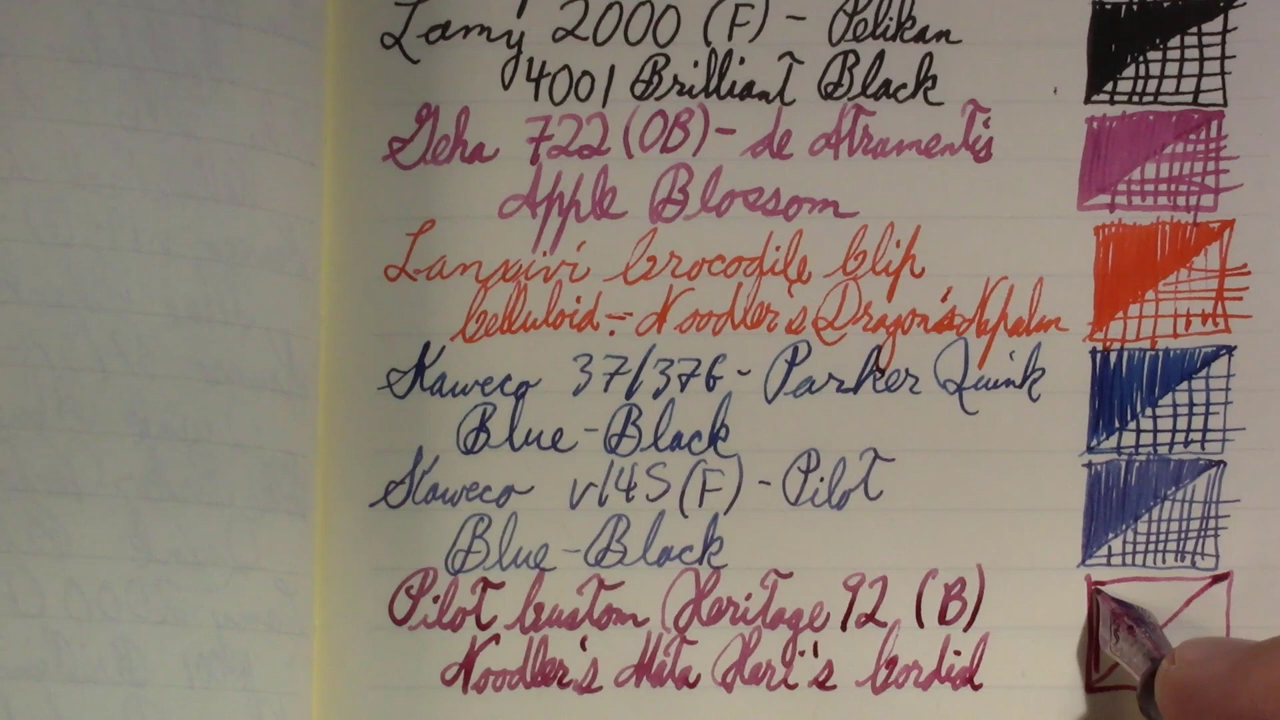 Lamy 2000 (F) - Pelikan
4001 Brilliant Black
Geha 722 (OB) - de Atramentis
Apple Blossom
Lanxivi Crocodile Clip
Celluloid - Noodler's Dragon's Napalm
Kaweco 37/376 - Parker Quink
Blue-Black
Kaweco V14S (F) - Pilot
Blue-Black
Pilot Custom Heritage 92 (B)
Noodler's Mata Hari's Cordial